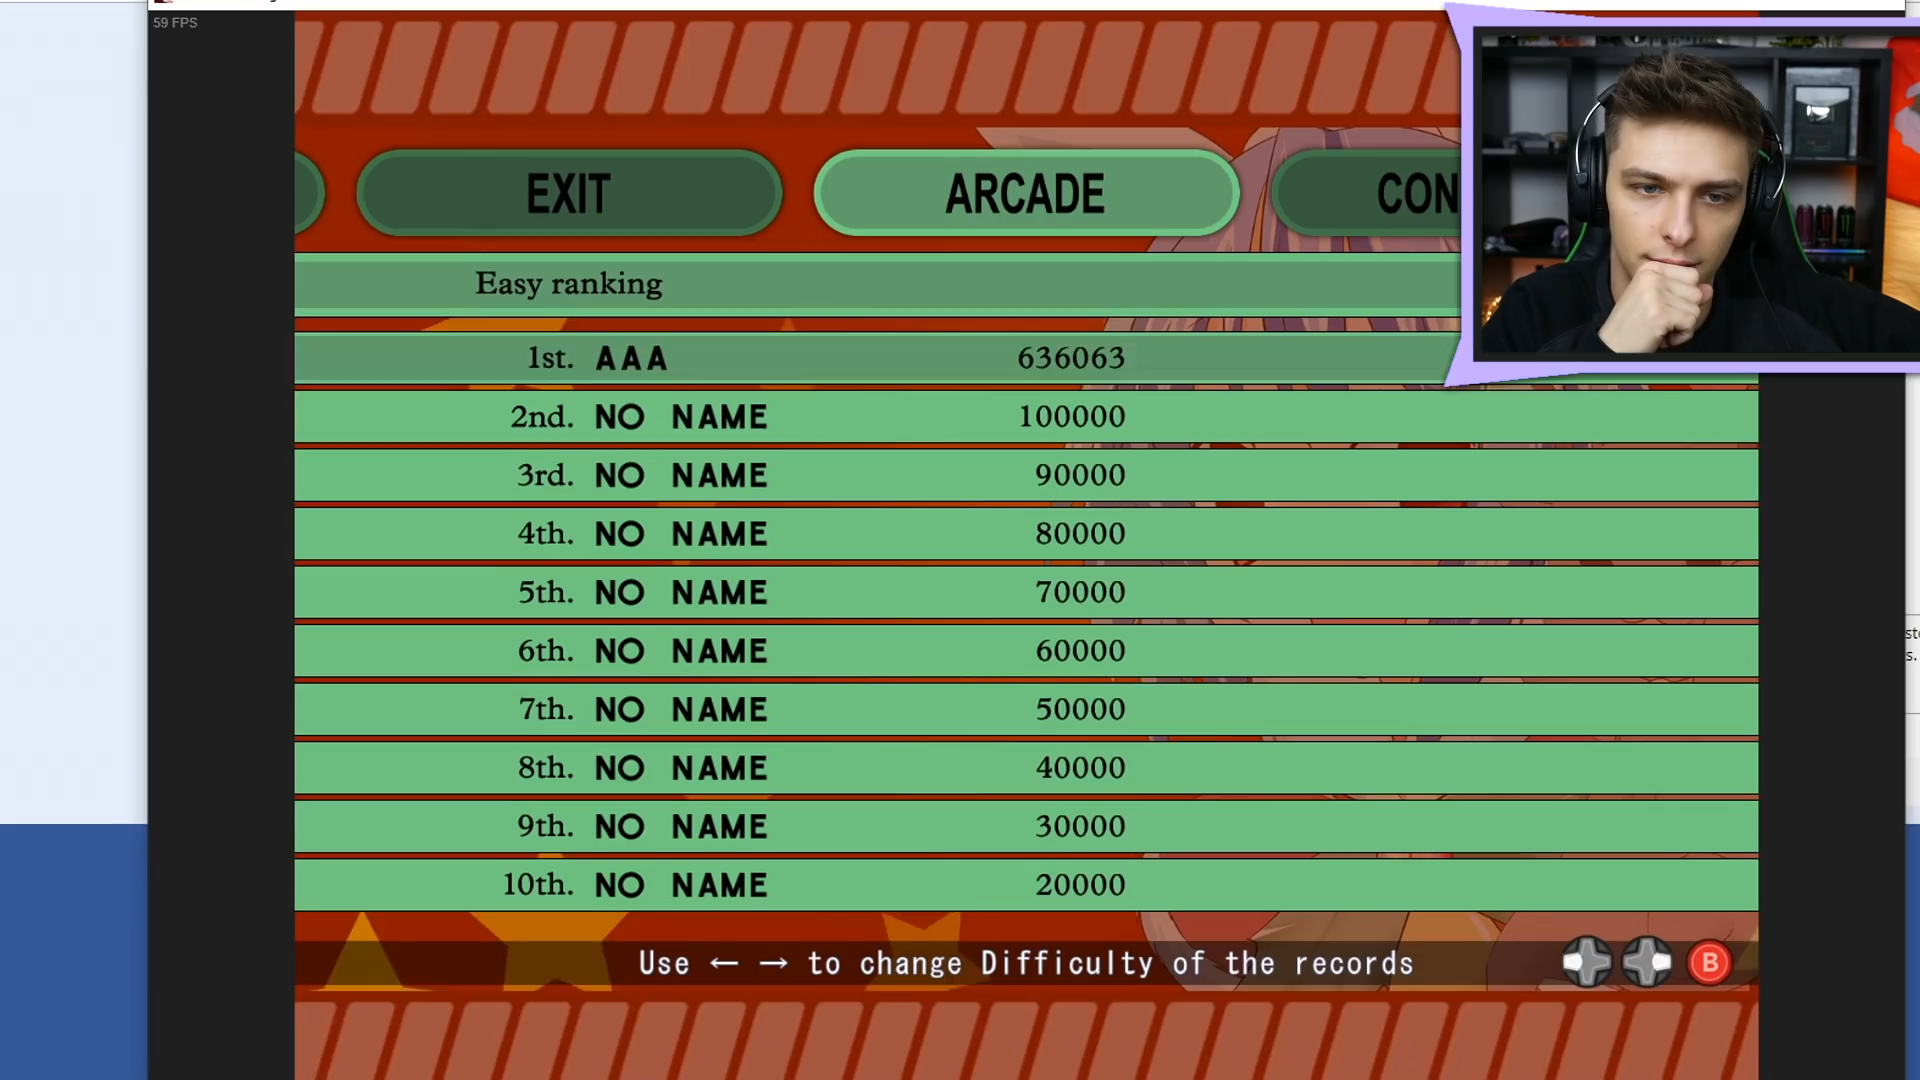 59 FPS
EXIT
ARCADE
CON
Easy ranking
1st. AAA 636063
2nd. NO NAME 100000
3rd. NO NAME 90000
4th. NO NAME 80000
5th. NO NAME 70000
6th. NO NAME 60000
7th. NO NAME 50000
8th. NO NAME 40000
9th. NO NAME 30000
10th. NO NAME 20000
Use ← → to change Difficulty of the records
B
s.